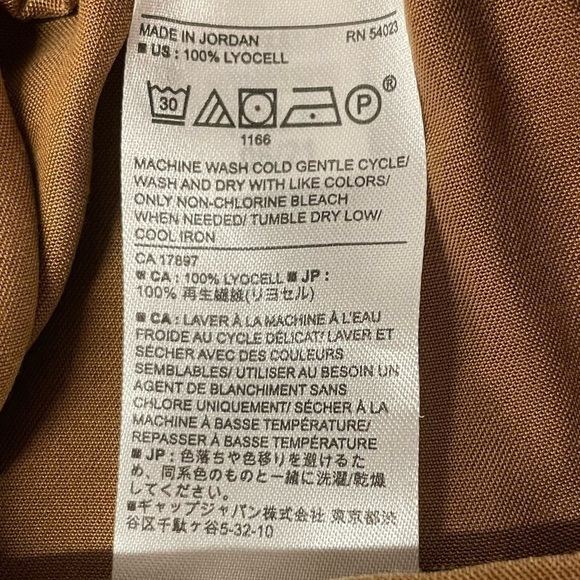 MADE IN JORDAN RN 54023
■ US : 100% LYOCELL
30 P ®
1166
MACHINE WASH COLD GENTLE CYCLE/
WASH AND DRY WITH LIKE COLORS/
ONLY NON-CHLORINE BLEACH
WHEN NEEDED/ TUMBLE DRY LOW/
COOL IRON
CA 17897
■ CA : 100% LYOCELL ■ JP :
100% 再生繊維(リヨセル)
■ CA : LAVER À LA MACHINE À L'EAU
FROIDE AU CYCLE DÉLICAT/ LAVER ET
SÉCHER AVEC DES COULEURS
SEMBLABLES/ UTILISER AU BESOIN UN
AGENT DE BLANCHIMENT SANS
CHLORE UNIQUEMENT/ SÉCHER À LA
MACHINE À BASSE TEMPÉRATURE/
REPASSER À BASSE TEMPÉRATURE
■ JP : 色落ちや色移りを避けるた
め、同系色のものと一緒に洗濯/乾燥
してください。
■ギャップジャパン株式会社 東京都渋
谷区千駄ヶ谷5-32-10